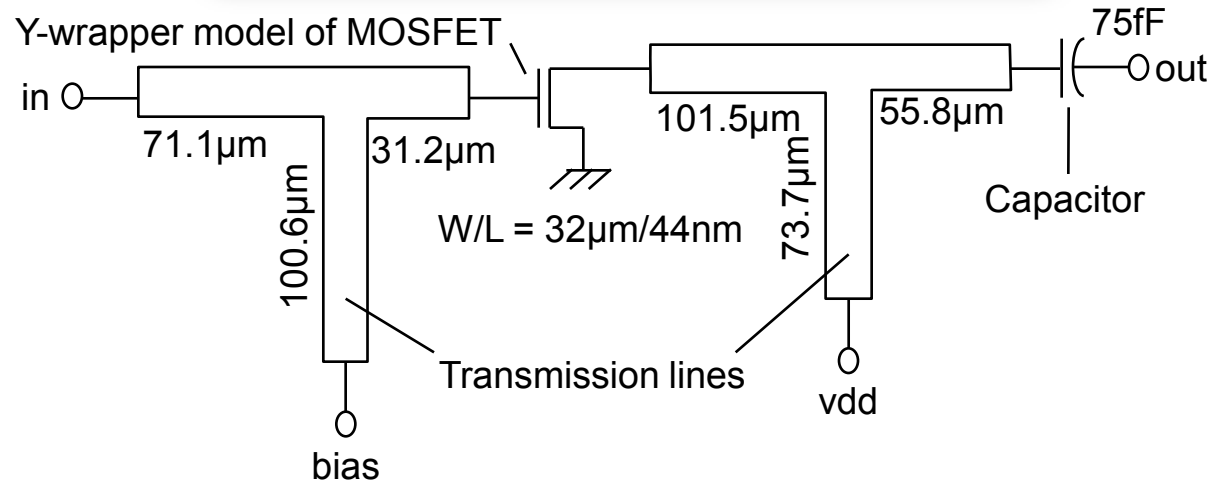 Y-wrapper model of MOSFET
75fF
in
out
71.1µm
31.2µm
101.5µm
55.8µm
100.6µm
73.7µm
W/L = 32µm/44nm
Capacitor
Transmission lines
vdd
bias